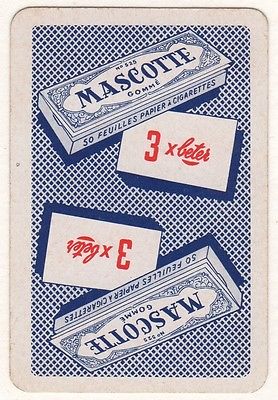 No 525
MASCOTTE
GOMMÉ
50 FEUILLES PAPIER À CIGARETTES
3 x beter
3 x beter
50 FEUILLES PAPIER À CIGARETTES
MASCOTTE
GOMMÉ
No 525